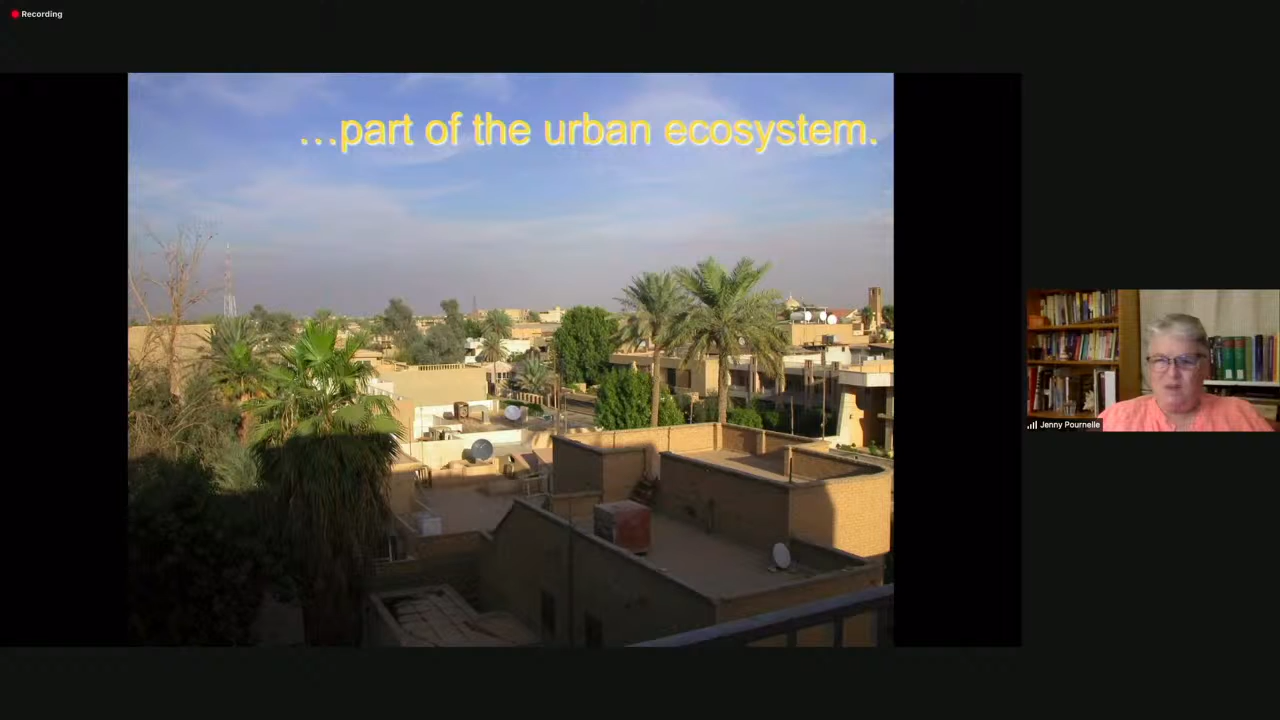 Recording
…part of the urban ecosystem.
Jenny Pournelle